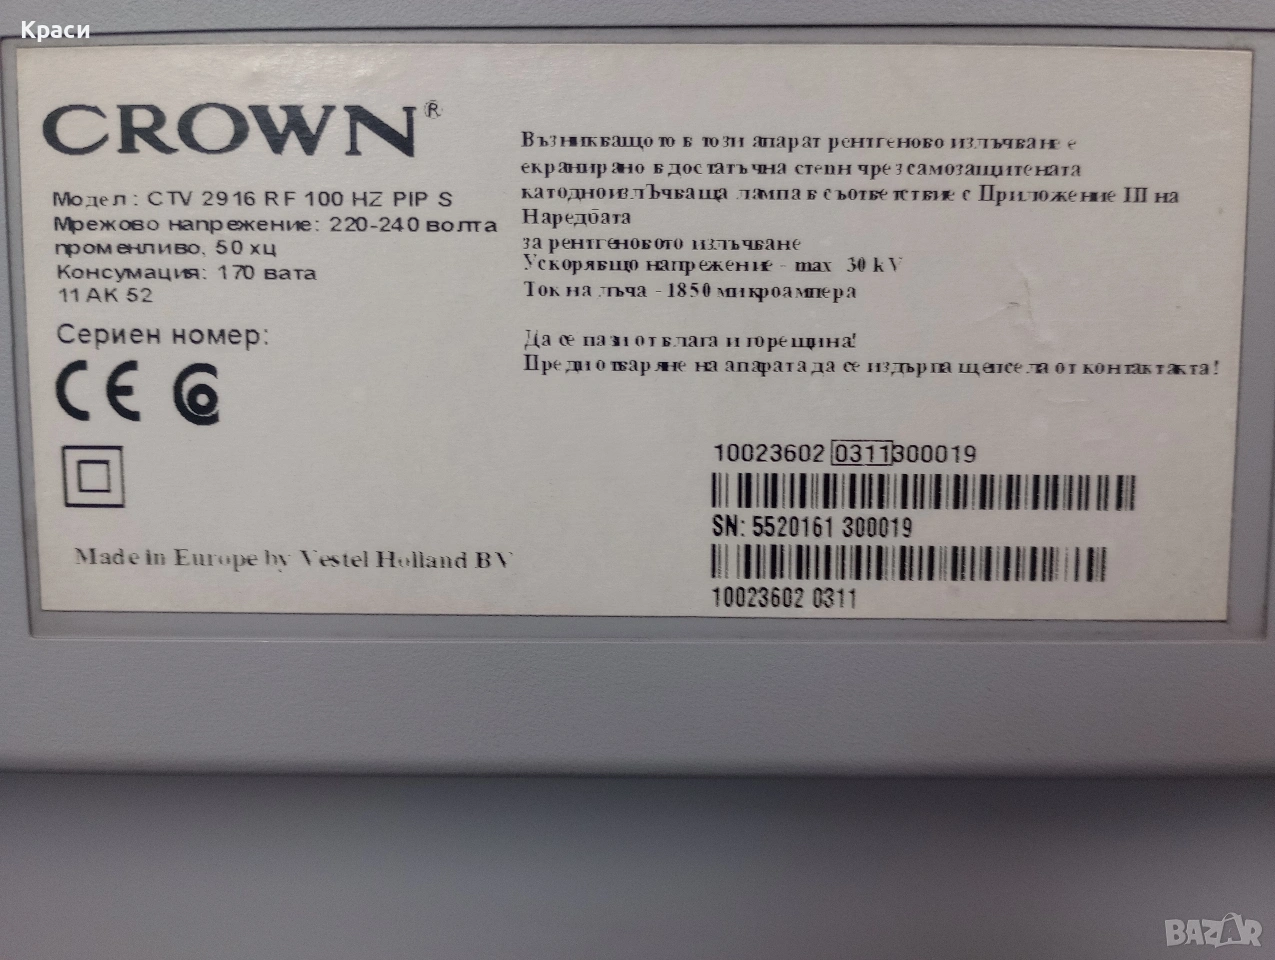 Краси
CROWN®
Модел: CTV 2916 RF 100 HZ PIP S
Мрежово напрежение: 220-240 волта
променливо, 50 хц
Консумация: 170 вата
11 AK 52
Сериен номер:
CE
Made in Europe by Vestel Holland BV
Възникващото в този апарат рентгеново излъчване е
екранирано в достатъчна степн чрез самозащитената
катодноизлЪчваща лампа в съответствие с Приложение III на
Наредбата
за рентгеновото излъчване
Ускоряващо напрежение - max 30 kV
Ток на лъча - 1850 микроампера
Да се пази от влага и горещина!
Преди отваряне на апарата да се издърпа щепсела от контактакта!
10023602 0311300019
SN: 5520161 300019
10023602 0311
BAZAR